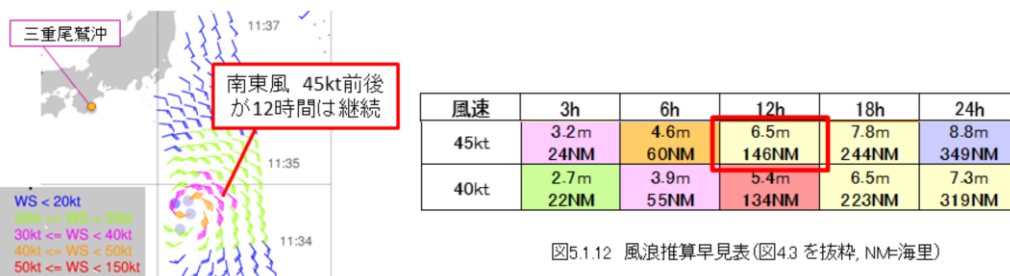 11:37
三重尾鷲沖
南東風 45kt前後
が12時間は継続
11:35
11:34
WS < 20kt
20kt <= WS < 30kt
30kt <= WS < 40kt
40kt <= WS < 50kt
50kt <= WS < 150kt
風速 3h 6h 12h 18h 24h
45kt 3.2m 4.6m 6.5m 7.8m 8.8m
24NM 60NM 146NM 244NM 349NM
40kt 2.7m 3.9m 5.4m 6.5m 7.3m
22NM 55NM 134NM 223NM 319NM
図5.1.12 風浪推算早見表(図4.3 を抜粋, NM=海里)